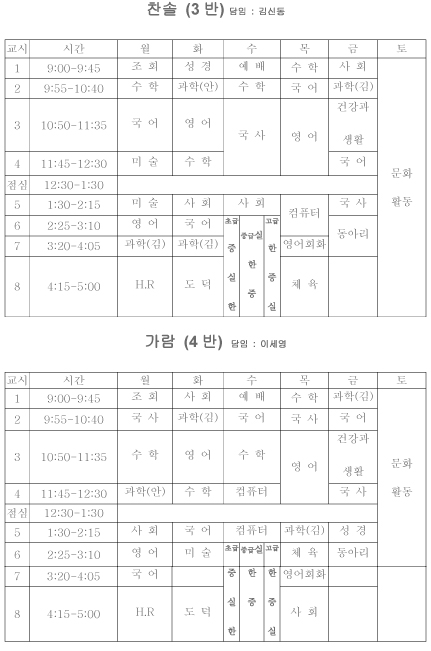 찬솔 (3 반) 담임 : 김신동
교시 시간 월 화 수 목 금 토
1 9:00-9:45 조 회 성 경 예 배 수 학 사 회
2 9:55-10:40 수 학 과학(안) 수 학 국 어 과학(김)
3 10:50-11:35 국 어 영 어 국 사 영 어 건강과 생활
4 11:45-12:30 미 술 수 학 국 어
문화 활동
점심 12:30-1:30
5 1:30-2:15 미 술 사 회 사 회 컴퓨터 국 사
6 2:25-3:10 영 어 국 어 초급 중 실 한 중급실 한 중 고급 한 중 실 동아리
7 3:20-4:05 과학(김) 과학(김) 영어회화
8 4:15-5:00 H.R 도 덕 체 육
가람 (4 반) 담임 : 이세영
교시 시간 월 화 수 목 금 토
1 9:00-9:45 조 회 사 회 예 배 수 학 과학(김)
2 9:55-10:40 국 사 과학(김) 국 어 국 사 국 어
3 10:50-11:35 수 학 영 어 수 학 영 어 건강과 생활
4 11:45-12:30 과학(안) 수 학 컴퓨터 국 사
문화 활동
점심 12:30-1:30
5 1:30-2:15 사 회 국 어 컴퓨터 과학(김) 성 경
6 2:25-3:10 영 어 미 술 초급 중급실 고급 체 육 동아리
7 3:20-4:05 국 어 중 한 한 영어회화
8 4:15-5:00 H.R 도 덕 실 중 중 사 회
한 실